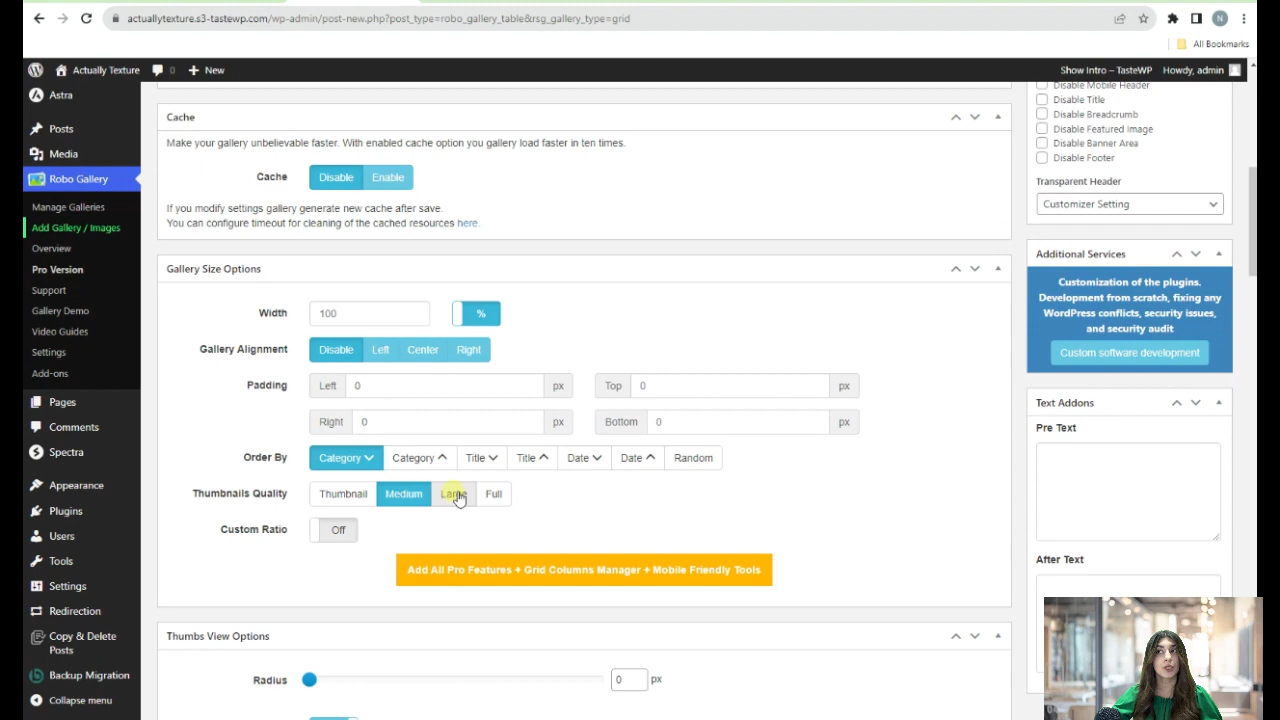 actuallytexture.s3-tastewp.com/wp-admin/post-new.php?post_type=robo_gallery_table&rsg_gallery_type=grid
N
All Bookmarks
Actually Texture
0
New
Show Intro – TasteWP
Howdy, admin
Astra
Posts
Media
Robo Gallery
Manage Galleries
Add Gallery / Images
Overview
Pro Version
Support
Gallery Demo
Video Guides
Settings
Add-ons
Pages
Comments
Spectra
Appearance
Plugins
Users
Tools
Settings
Redirection
Copy & Delete
Posts
Backup Migration
Collapse menu
Cache
Make your gallery unbelievable faster. With enabled cache option you gallery load faster in ten times.
Cache
Disable
Enable
If you modify settings gallery generate new cache after save.
You can configure timeout for cleaning of the cached resources here.
Gallery Size Options
Width
100
%
Gallery Alignment
Disable
Left
Center
Right
Padding
Left
0
px
Top
0
px
Right
0
px
Bottom
0
px
Order By
Category
Category
Title
Title
Date
Date
Random
Thumbnails Quality
Thumbnail
Medium
Large
Full
Custom Ratio
Off
Add All Pro Features + Grid Columns Manager + Mobile Friendly Tools
Thumbs View Options
Radius
0
px
Disable Mobile Header
Disable Title
Disable Breadcrumb
Disable Featured Image
Disable Banner Area
Disable Footer
Transparent Header
Customizer Setting
Additional Services
Customization of the plugins.
Development from scratch, fixing any
WordPress conflicts, security issues,
and security audit
Custom software development
Text Addons
Pre Text
After Text